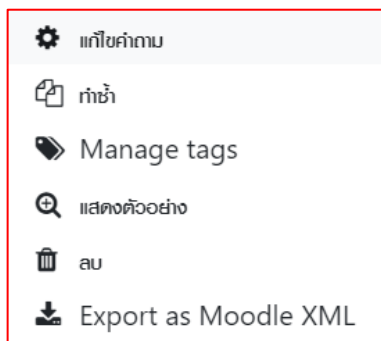 แก้ไขคำถาม
ทำซ้ำ
Manage tags
แสดงตัวอย่าง
ลบ
Export as Moodle XML